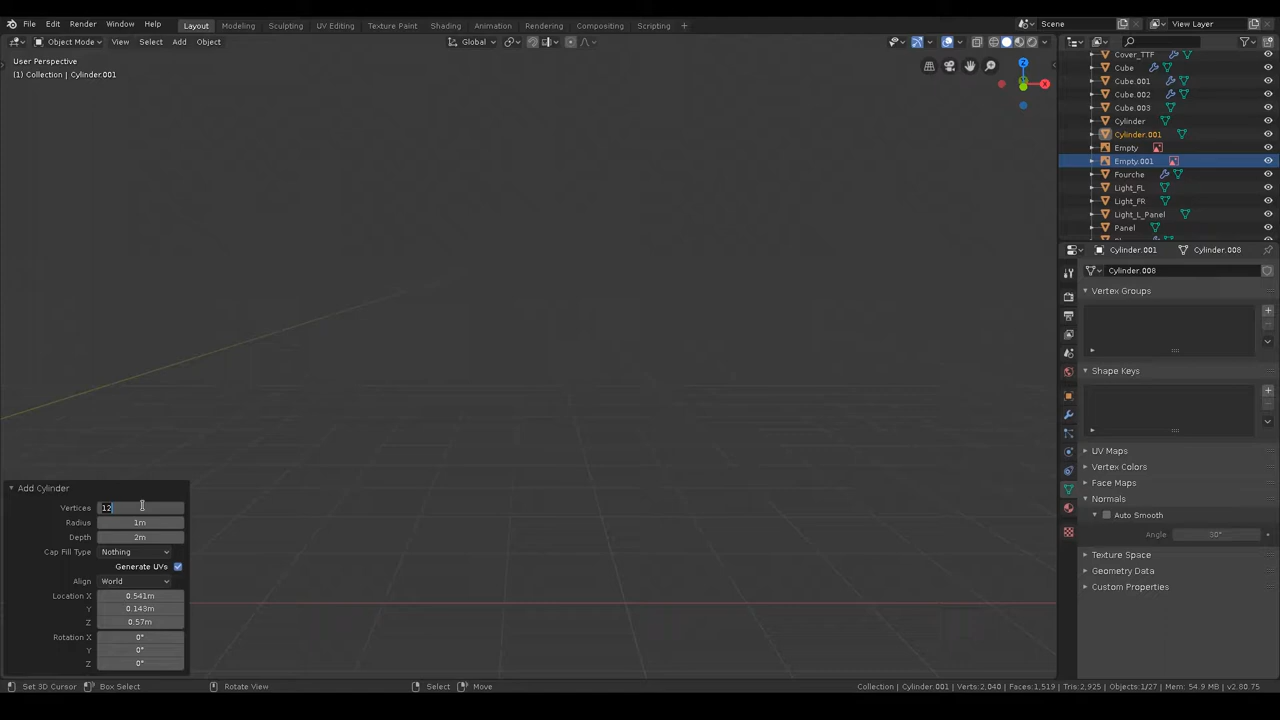 File Edit Render Window Help Layout Modeling Sculpting UV Editing Texture Paint Shading Animation Rendering Compositing Scripting + Scene View Layer
Object Mode View Select Add Object Global
User Perspective
(1) Collection | Cylinder.001
Z
X
Cover_TTF
Cube
Cube.001
Cube.002
Cube.003
Cylinder
Cylinder.001
Empty
Empty.001
Fourche
Light_FL
Light_FR
Light_L_Panel
Panel
Cylinder.001 Cylinder.008
Cylinder.008
Vertex Groups
Shape Keys
UV Maps
Vertex Colors
Face Maps
Normals
Auto Smooth
Angle 30°
Texture Space
Geometry Data
Custom Properties
Add Cylinder
Vertices 12
Radius 1m
Depth 2m
Cap Fill Type Nothing
Generate UVs
Align World
Location X 0.541m
Y 0.143m
Z 0.57m
Rotation X 0°
Y 0°
Z 0°
Set 3D Cursor Box Select Rotate View Select Move Collection | Cylinder.001 | Verts:2,040 | Faces:1,519 | Tris:2,925 | Objects:1/27 | Mem: 54.9 MB | v2.80.75